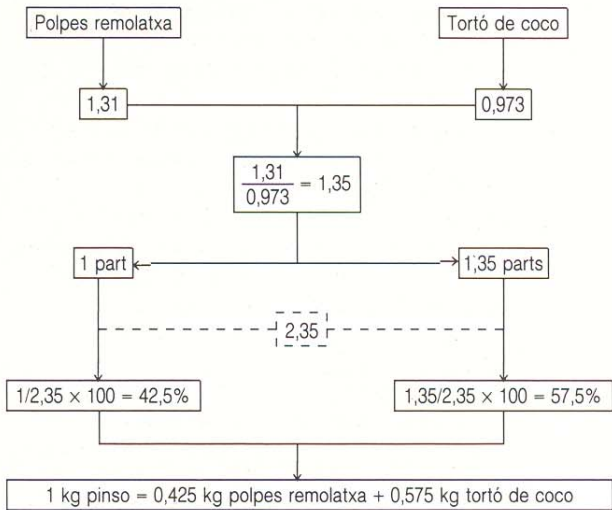 Polpes remolatxa
Tortó de coco
1,31
0,973
1,31
0,973
= 1,35
1 part
1,35 parts
2,35
1/2,35 × 100 = 42,5%
1,35/2,35 × 100 = 57,5%
1 kg pinso = 0,425 kg polpes remolatxa + 0,575 kg tortó de coco